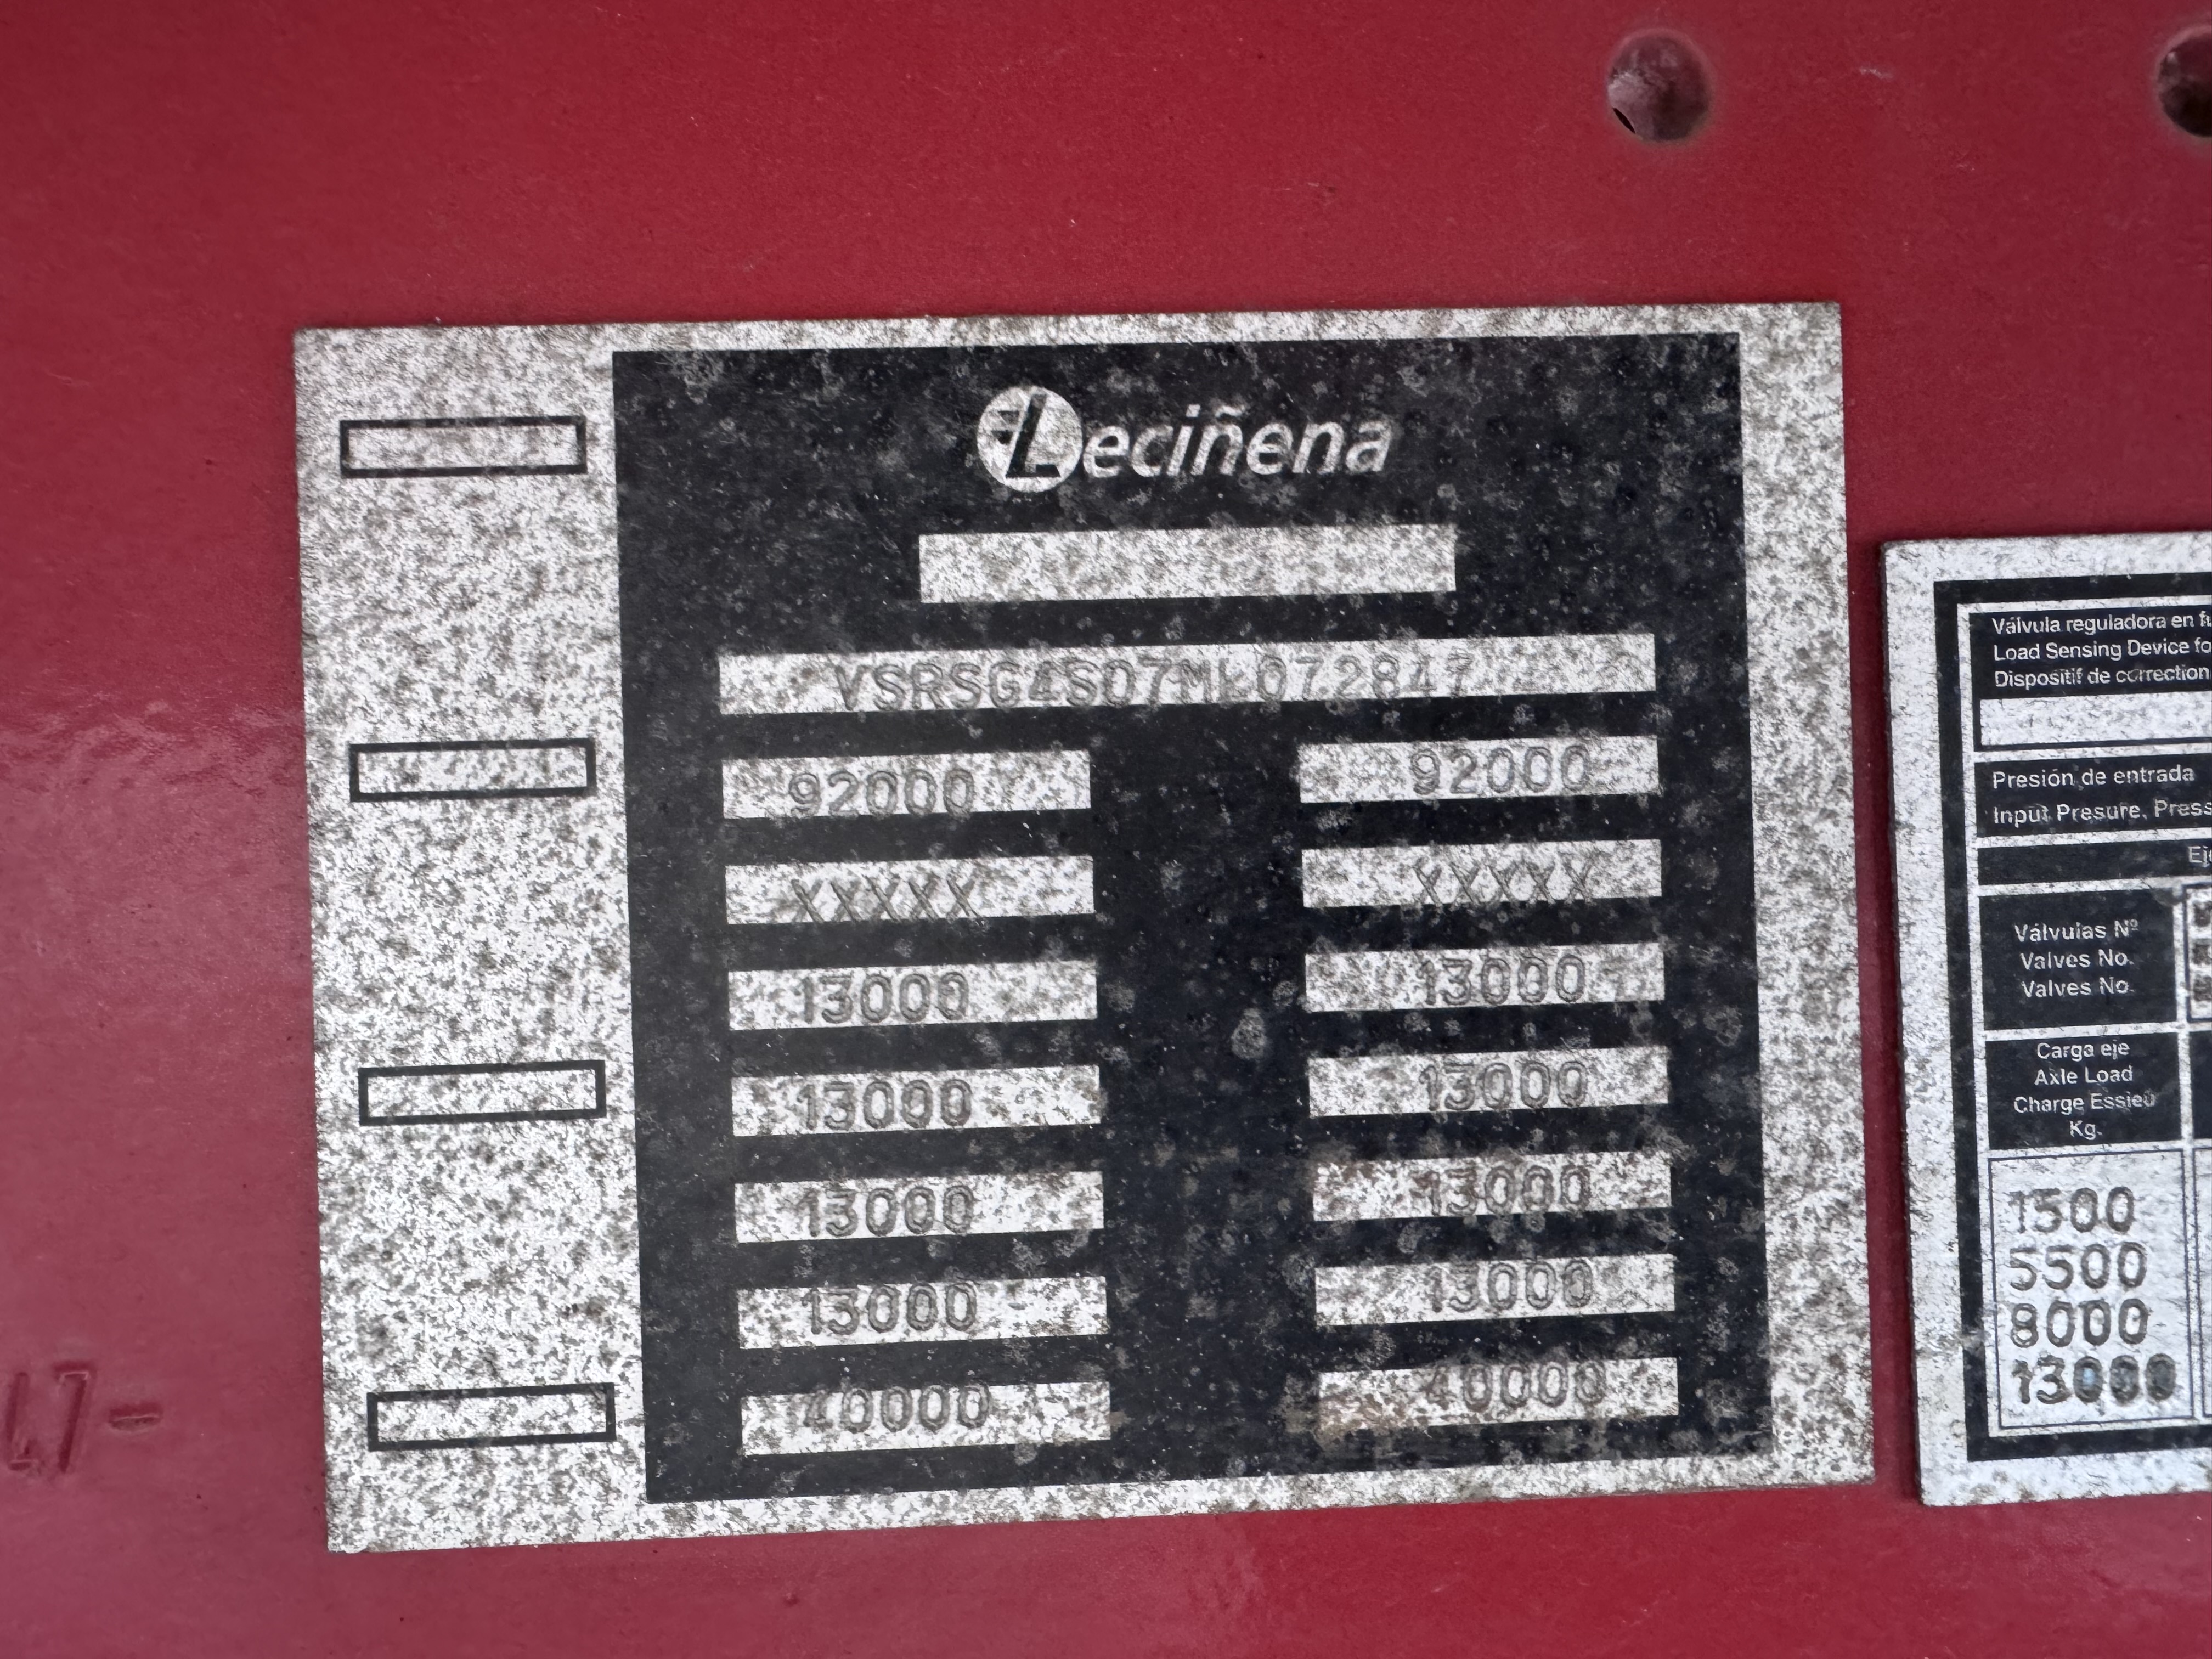 Leciñena
VSRSG4S07ML072847
92000 92000
XXXXX XXXXX
13000 13000
13000 13000
13000 13000
13000 13000
40000 40000
47-
Válvula reguladora en
Load Sensing Device
Dispositif de correction
Presión de entrada
Input Presure, Press
Válvulas Nº
Valves No.
Valves No.
Carga eje
Axle Load
Charge Essieu
Kg.
1500
5500
8000
13000